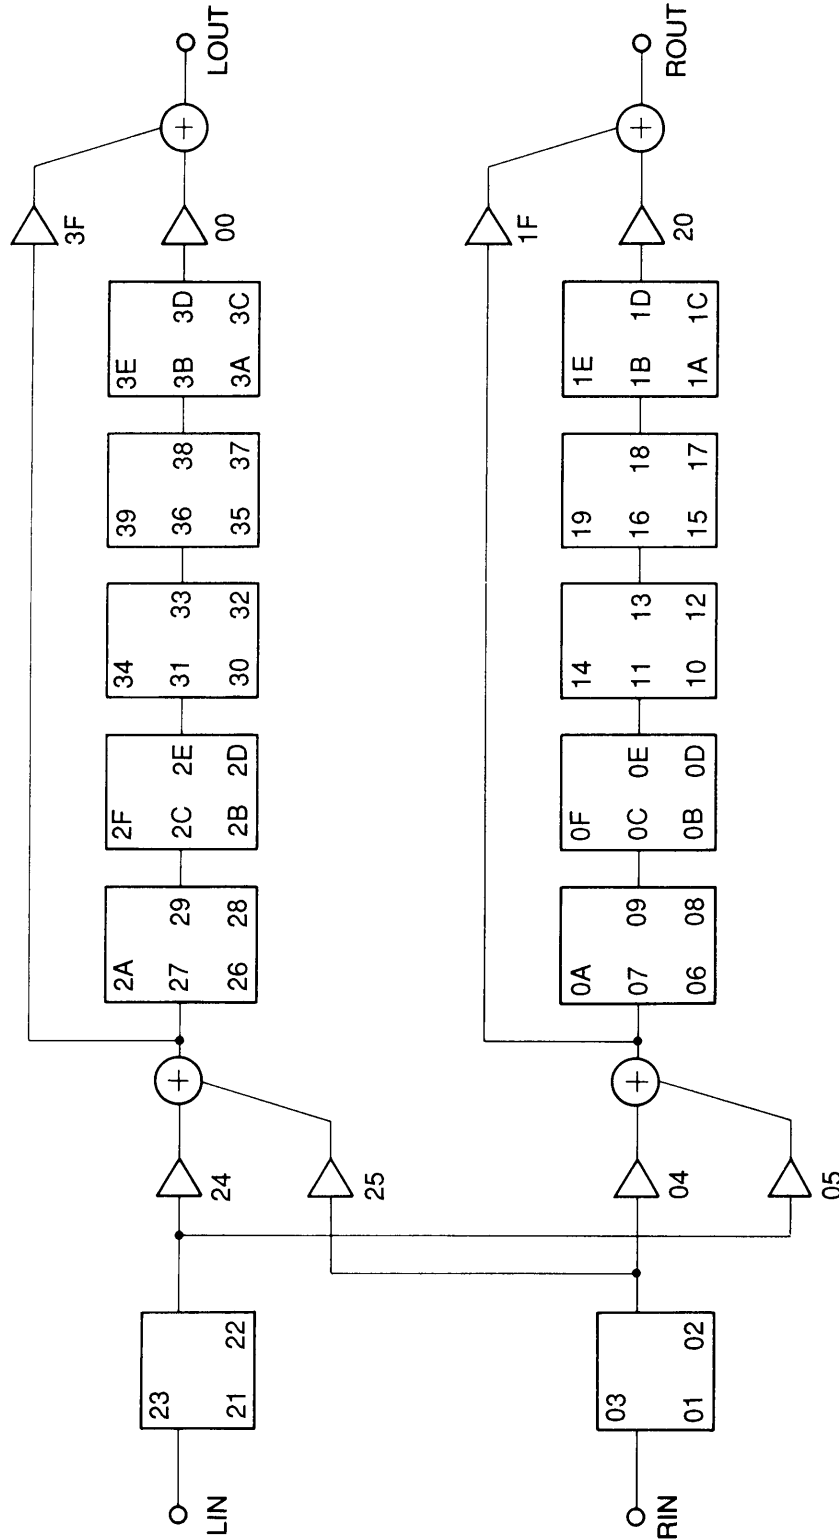 3F
2A 2F 34 39 3E
23
27 29 2C 2E 31 33 36 38 3B 3D
LIN 24 00 LOUT
21 22 26 28 2B 2D 30 32 35 37 3A 3C
25
1F
0A 0F 14 19 1E
03
07 09 0C 0E 11 13 16 18 1B 1D
RIN 04 20 ROUT
01 02 06 08 0B 0D 10 12 15 17 1A 1C
05